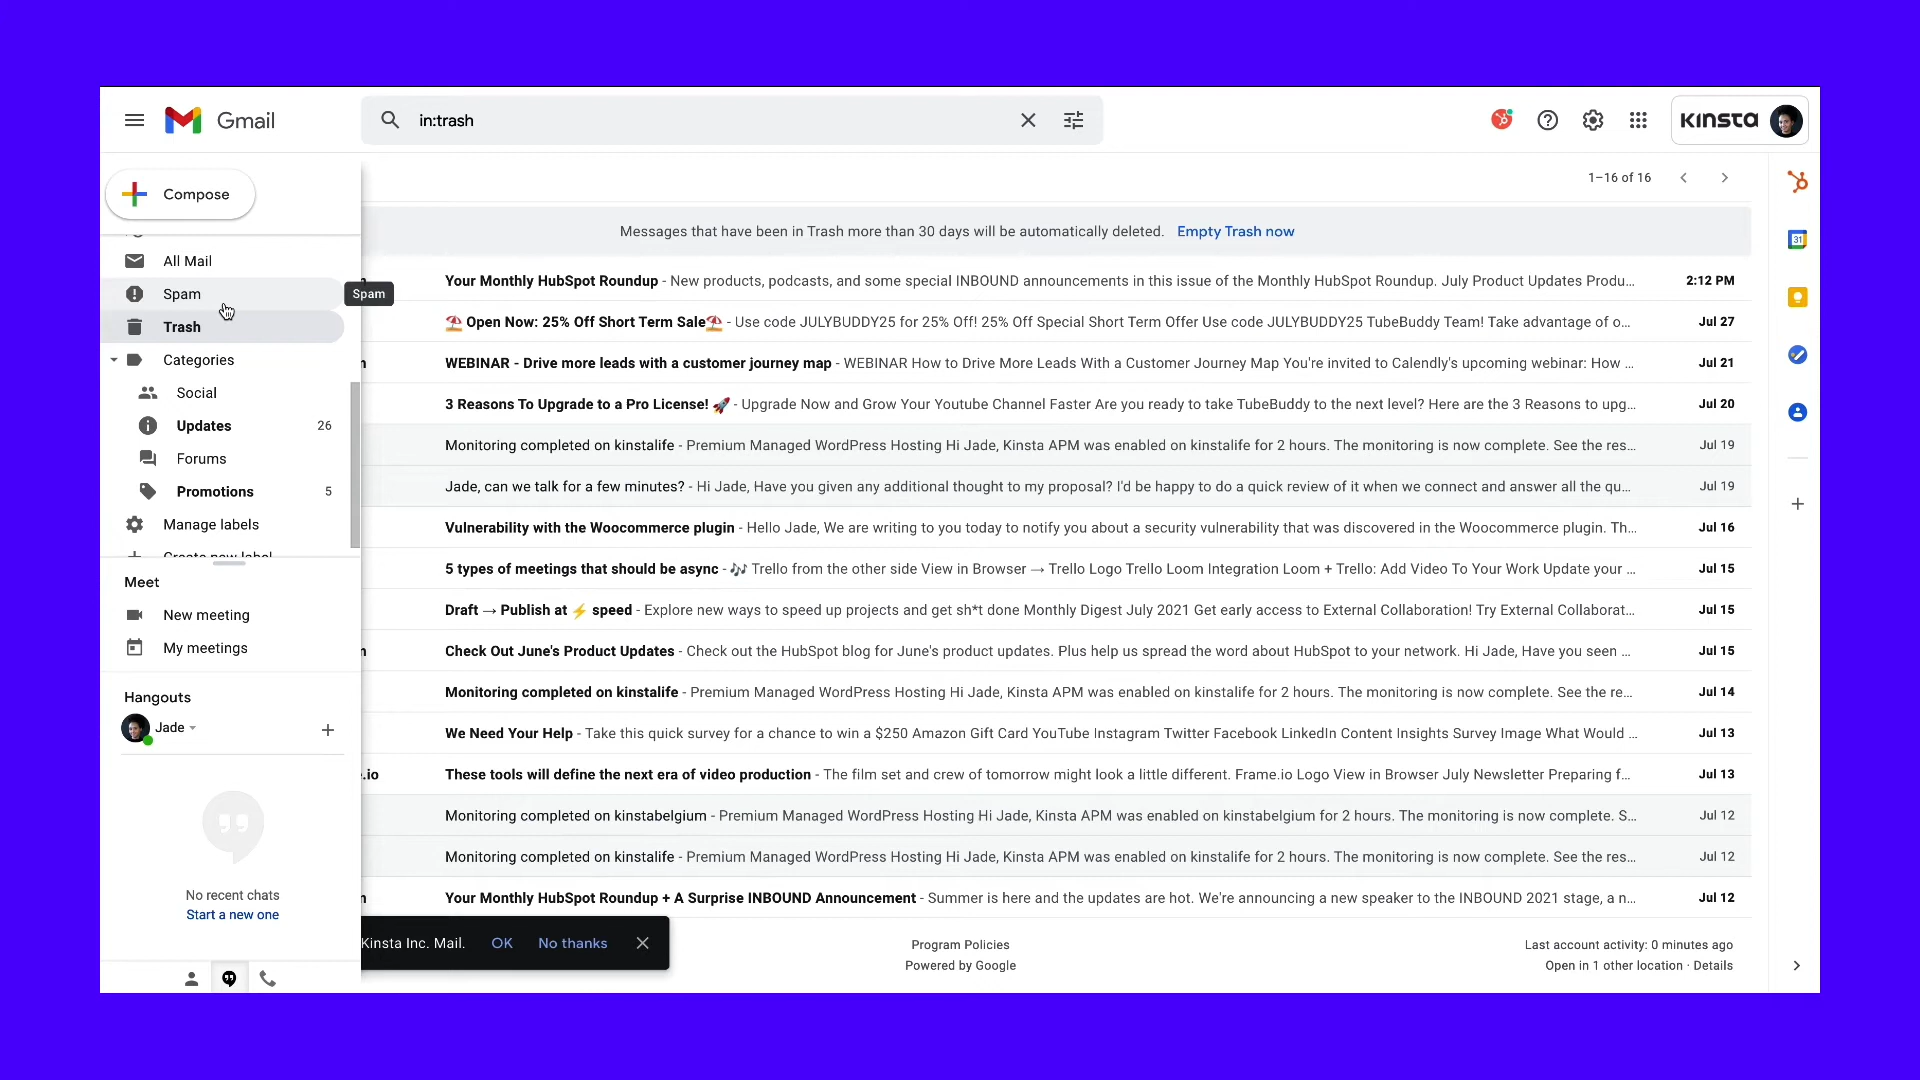 Gmail
in:trash
Kinsta
Compose
1–16 of 16
Messages that have been in Trash more than 30 days will be automatically deleted. Empty Trash now
All Mail
Spam
Spam
Trash
Categories
Social
Updates 26
Forums
Promotions 5
Manage labels
Create new label
Meet
New meeting
My meetings
Hangouts
Jade
No recent chats
Start a new one
n Your Monthly HubSpot Roundup - New products, podcasts, and some special INBOUND announcements in this issue of the Monthly HubSpot Roundup. July Product Updates Produ... 2:12 PM
⛱️ Open Now: 25% Off Short Term Sale⛱️ - Use code JULYBUDDY25 for 25% Off! 25% Off Special Short Term Offer Use code JULYBUDDY25 TubeBuddy Team! Take advantage of o... Jul 27
n WEBINAR - Drive more leads with a customer journey map - WEBINAR How to Drive More Leads With a Customer Journey Map You're invited to Calendly's upcoming webinar: How ... Jul 21
3 Reasons To Upgrade to a Pro License! 🚀 - Upgrade Now and Grow Your Youtube Channel Faster Are you ready to take TubeBuddy to the next level? Here are the 3 Reasons to upg... Jul 20
Monitoring completed on kinstalife - Premium Managed WordPress Hosting Hi Jade, Kinsta APM was enabled on kinstalife for 2 hours. The monitoring is now complete. See the res... Jul 19
Jade, can we talk for a few minutes? - Hi Jade, Have you given any additional thought to my proposal? I'd be happy to do a quick review of it when we connect and answer all the qu... Jul 19
Vulnerability with the Woocommerce plugin - Hello Jade, We are writing to you today to notify you about a security vulnerability that was discovered in the Woocommerce plugin. Th... Jul 16
5 types of meetings that should be async - 🎶 Trello from the other side View in Browser → Trello Logo Trello Loom Integration Loom + Trello: Add Video To Your Work Update your ... Jul 15
Draft → Publish at ⚡ speed - Explore new ways to speed up projects and get sh*t done Monthly Digest July 2021 Get early access to External Collaboration! Try External Collaborat... Jul 15
n Check Out June's Product Updates - Check out the HubSpot blog for June's product updates. Plus help us spread the word about HubSpot to your network. Hi Jade, Have you seen ... Jul 15
Monitoring completed on kinstalife - Premium Managed WordPress Hosting Hi Jade, Kinsta APM was enabled on kinstalife for 2 hours. The monitoring is now complete. See the re... Jul 14
We Need Your Help - Take this quick survey for a chance to win a $250 Amazon Gift Card YouTube Instagram Twitter Facebook LinkedIn Content Insights Survey Image What Would ... Jul 13
.io These tools will define the next era of video production - The film set and crew of tomorrow might look a little different. Frame.io Logo View in Browser July Newsletter Preparing f... Jul 13
Monitoring completed on kinstabelgium - Premium Managed WordPress Hosting Hi Jade, Kinsta APM was enabled on kinstabelgium for 2 hours. The monitoring is now complete. S... Jul 12
Monitoring completed on kinstalife - Premium Managed WordPress Hosting Hi Jade, Kinsta APM was enabled on kinstalife for 2 hours. The monitoring is now complete. See the res... Jul 12
n Your Monthly HubSpot Roundup + A Surprise INBOUND Announcement - Summer is here and the updates are hot. We're announcing a new speaker to the INBOUND 2021 stage, a n... Jul 12
Kinsta Inc. Mail. OK No thanks
Program Policies
Powered by Google
Last account activity: 0 minutes ago
Open in 1 other location · Details
31